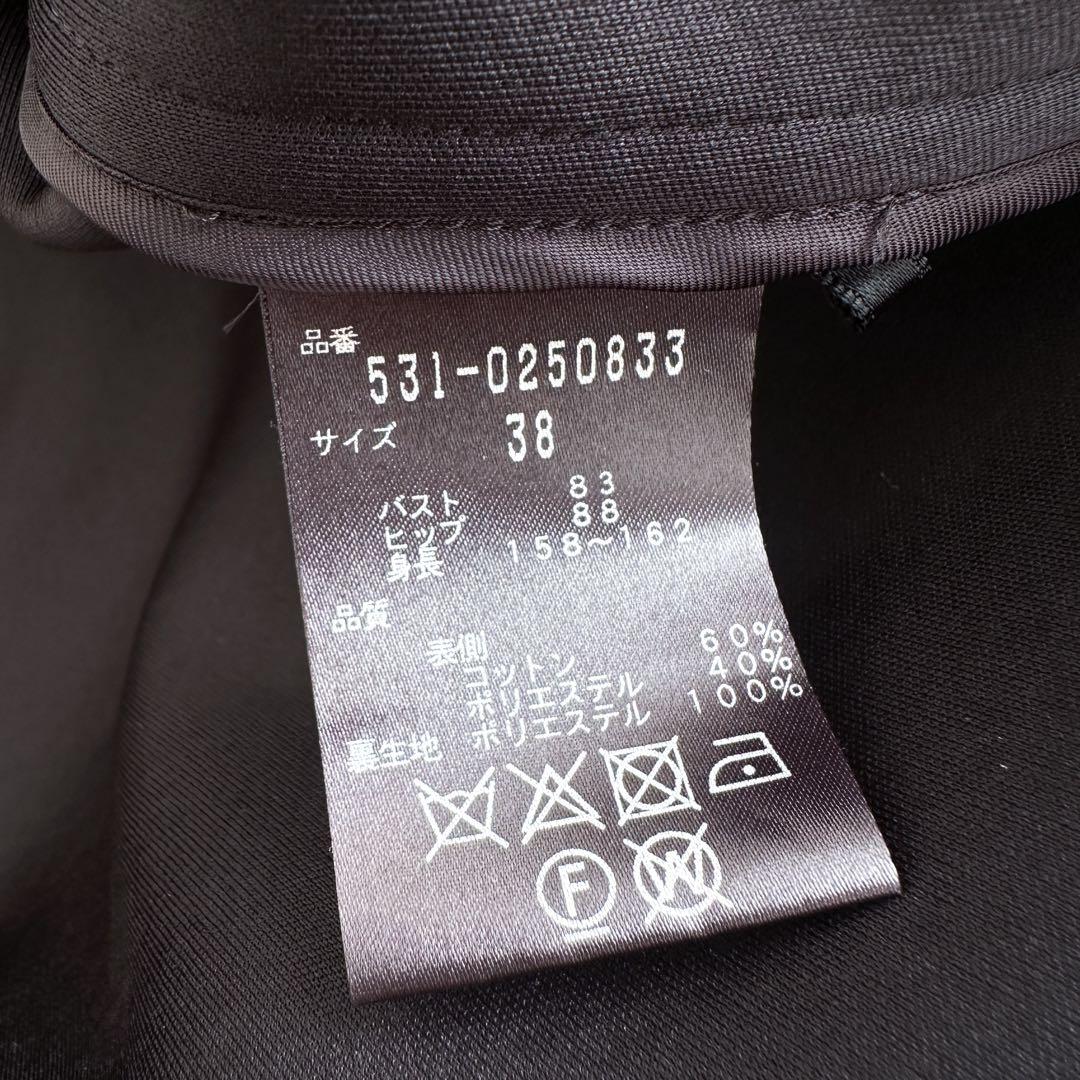 品番 531-0250833
サイズ 38
バスト 83
ヒップ 88
身長 158〜162
品質
表側
コットン 60%
ポリエステル 40%
裏生地 ポリエステル 100%
F W